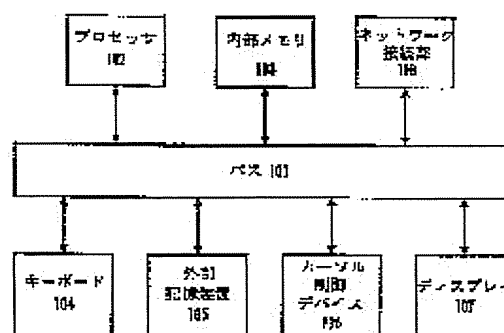 プロセッサ
102
内部メモリ
ネットワーク
接続部
108
バス 101
キーボード
104
外部
記憶装置
105
カーソル
制御
デバイス
106
ディスプレイ
107